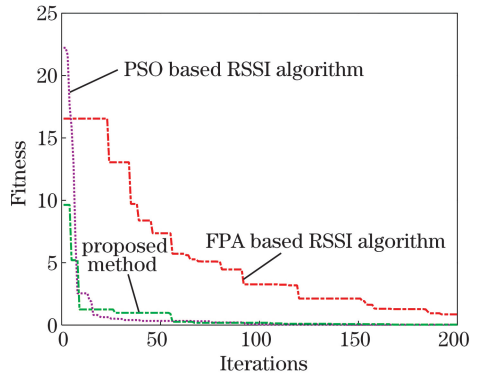 25
20
15
10
5
0
Fitness
PSO based RSSI algorithm
FPA based RSSI algorithm
proposed
method
0 50 100 150 200
Iterations